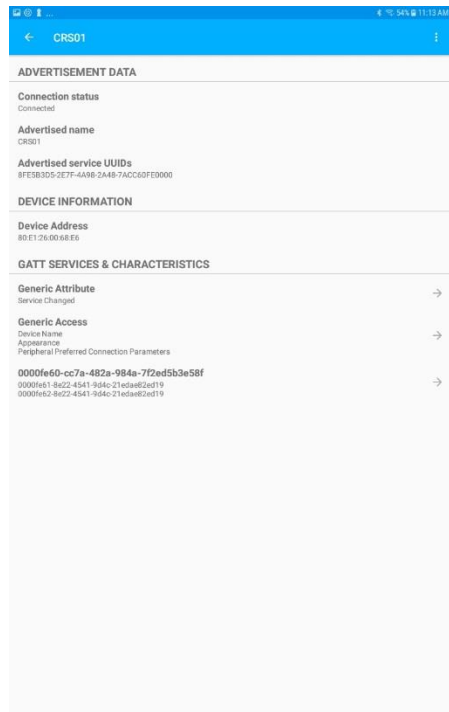 ... 54% 11:13 AM
CRS01
ADVERTISEMENT DATA
Connection status
Connected
Advertised name
CRS01
Advertised service UUIDs
8FE5B3D5-2E7F-4A98-2A48-7ACC60FE0000
DEVICE INFORMATION
Device Address
80:E1:26:00:68:E6
GATT SERVICES & CHARACTERISTICS
Generic Attribute
Service Changed
Generic Access
Device Name
Appearance
Peripheral Preferred Connection Parameters
0000fe60-cc7a-482a-984a-7f2ed5b3e58f
0000fe61-8e22-4541-9d4c-21edae82ed19
0000fe62-8e22-4541-9d4c-21edae82ed19